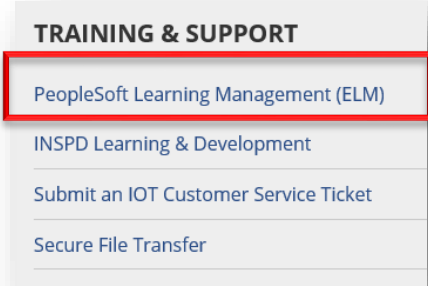 TRAINING & SUPPORT
PeopleSoft Learning Management (ELM)
INSPD Learning & Development
Submit an IOT Customer Service Ticket
Secure File Transfer